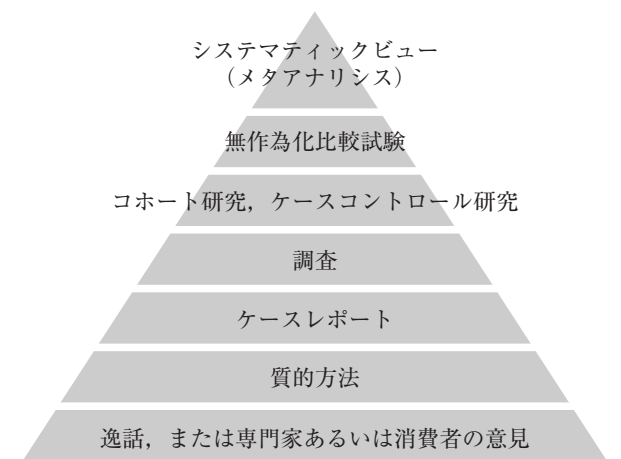 システマティックビュー
（メタアナリシス）
無作為化比較試験
コホート研究，ケースコントロール研究
調査
ケースレポート
質的方法
逸話，または専門家あるいは消費者の意見